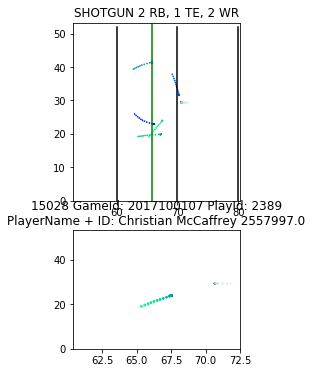 SHOTGUN 2 RB, 1 TE, 2 WR
50
40
30
20
10
0
60 70 80
15028 GameId: 2017100107 PlayId: 2389
PlayerName + ID: Christian McCaffrey 2557997.0
40
20
0
62.5 65.0 67.5 70.0 72.5